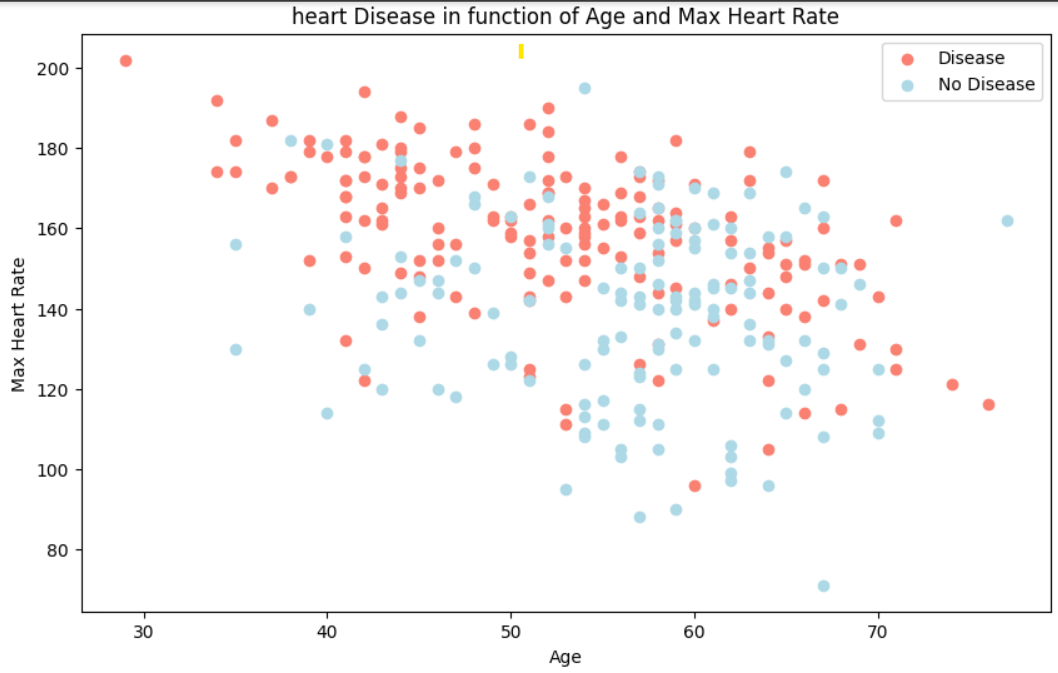 heart Disease in function of Age and Max Heart Rate
Disease
No Disease
200
180
160
140
120
100
80
Max Heart Rate
30 40 50 60 70
Age